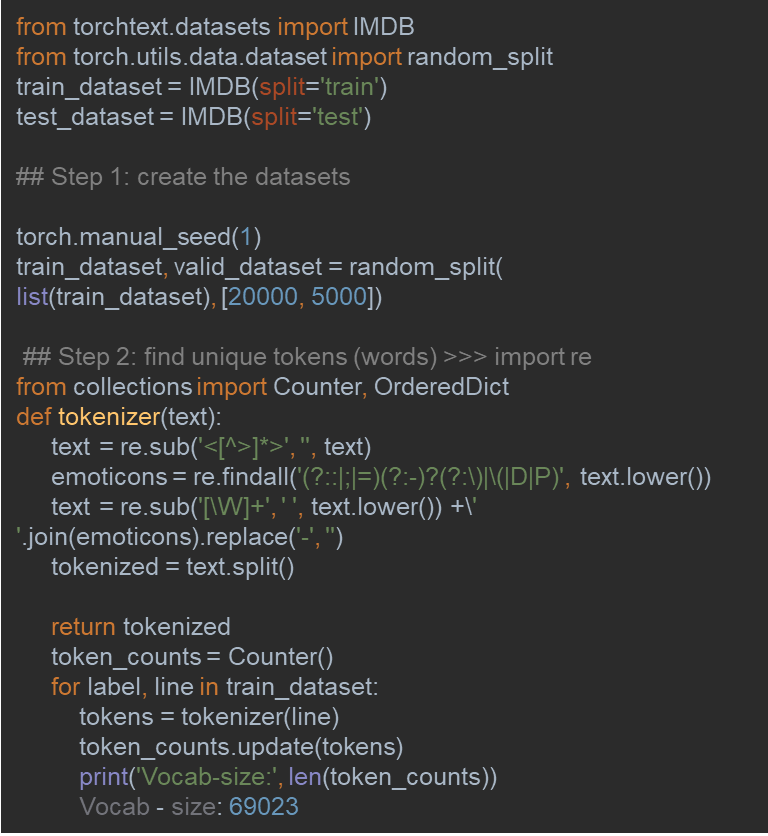 from torchtext.datasets import IMDB
from torch.utils.data.dataset import random_split
train_dataset = IMDB(split='train')
test_dataset = IMDB(split='test')
## Step 1: create the datasets
torch.manual_seed(1)
train_dataset, valid_dataset = random_split(
list(train_dataset), [20000, 5000])
## Step 2: find unique tokens (words) >>> import re
from collections import Counter, OrderedDict
def tokenizer(text):
text = re.sub('<[^>]*>', '', text)
emoticons = re.findall('(?::|;|=)(?:-)?(?:\)|\(|D|P)', text.lower())
text = re.sub('[\W]+', ' ', text.lower()) +\'
'.join(emoticons).replace('-', '')
tokenized = text.split()
return tokenized
token_counts = Counter()
for label, line in train_dataset:
tokens = tokenizer(line)
token_counts.update(tokens)
print('Vocab-size:', len(token_counts))
Vocab - size: 69023